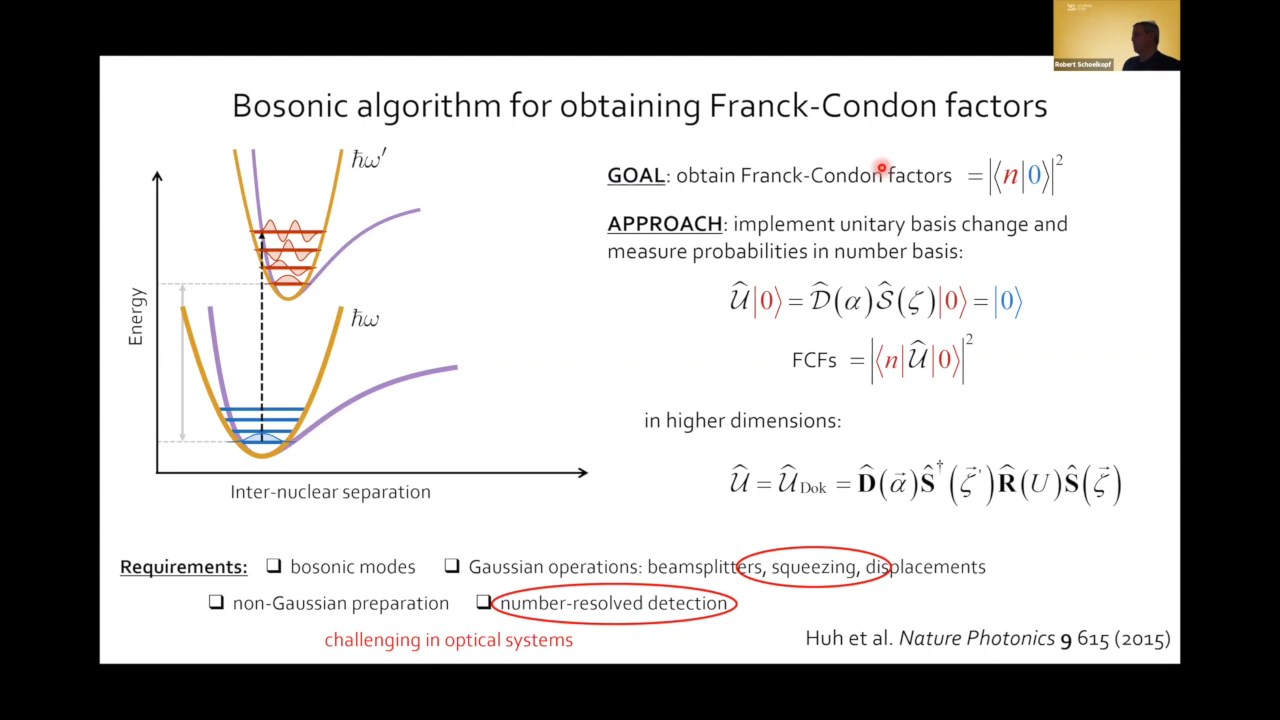 Robert Schoelkopf
Bosonic algorithm for obtaining Franck-Condon factors
ħω′
ħω
Energy
Inter-nuclear separation
GOAL: obtain Franck-Condon factors = |⟨n|0⟩|²
APPROACH: implement unitary basis change and
measure probabilities in number basis:
Û|0⟩ = D̂(α)Ŝ(ζ)|0⟩ = |0⟩
FCFs = |⟨n|Û|0⟩|²
in higher dimensions:
Û = Û_Dok = D̂(α⃗)Ŝ†(ζ⃗')R̂(U)Ŝ(ζ⃗)
Requirements: ❑ bosonic modes ❑ Gaussian operations: beamsplitters, squeezing, displacements
❑ non-Gaussian preparation ❑ number-resolved detection
challenging in optical systems
Huh et al. Nature Photonics 9 615 (2015)